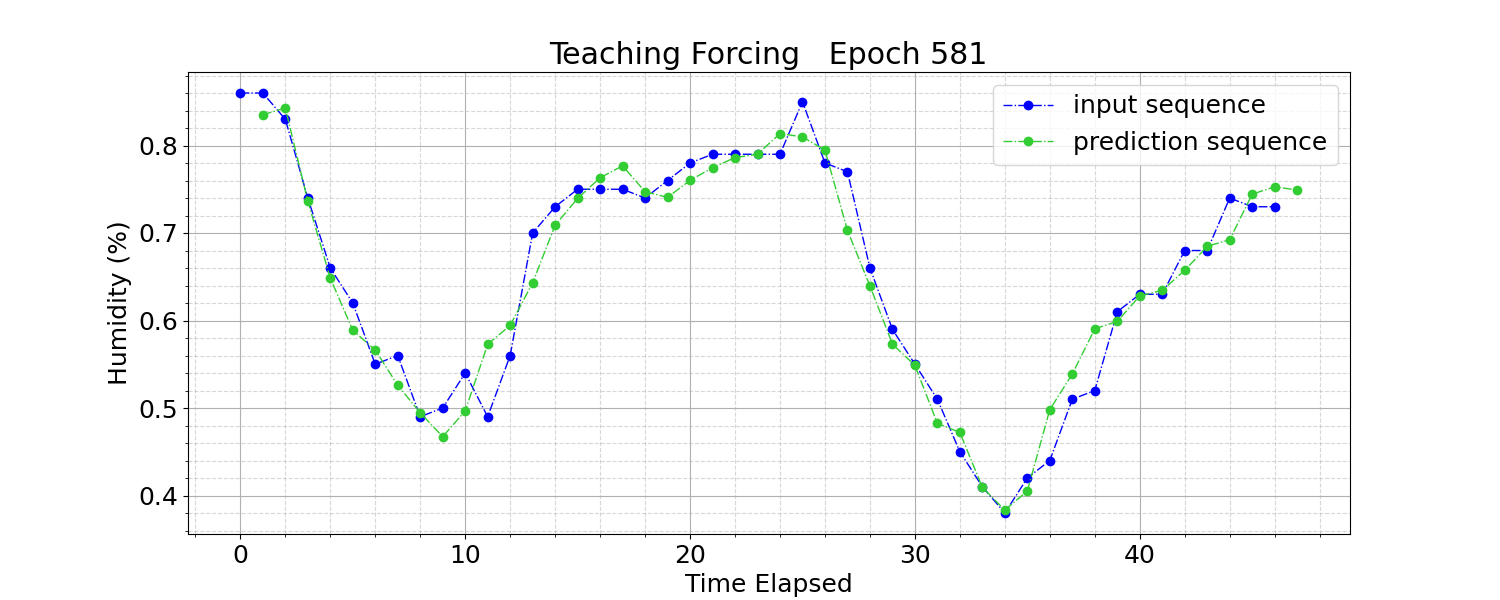 Teaching Forcing   Epoch 581
input sequence
prediction sequence
Humidity (%)
0.8
0.7
0.6
0.5
0.4
0 10 20 30 40
Time Elapsed